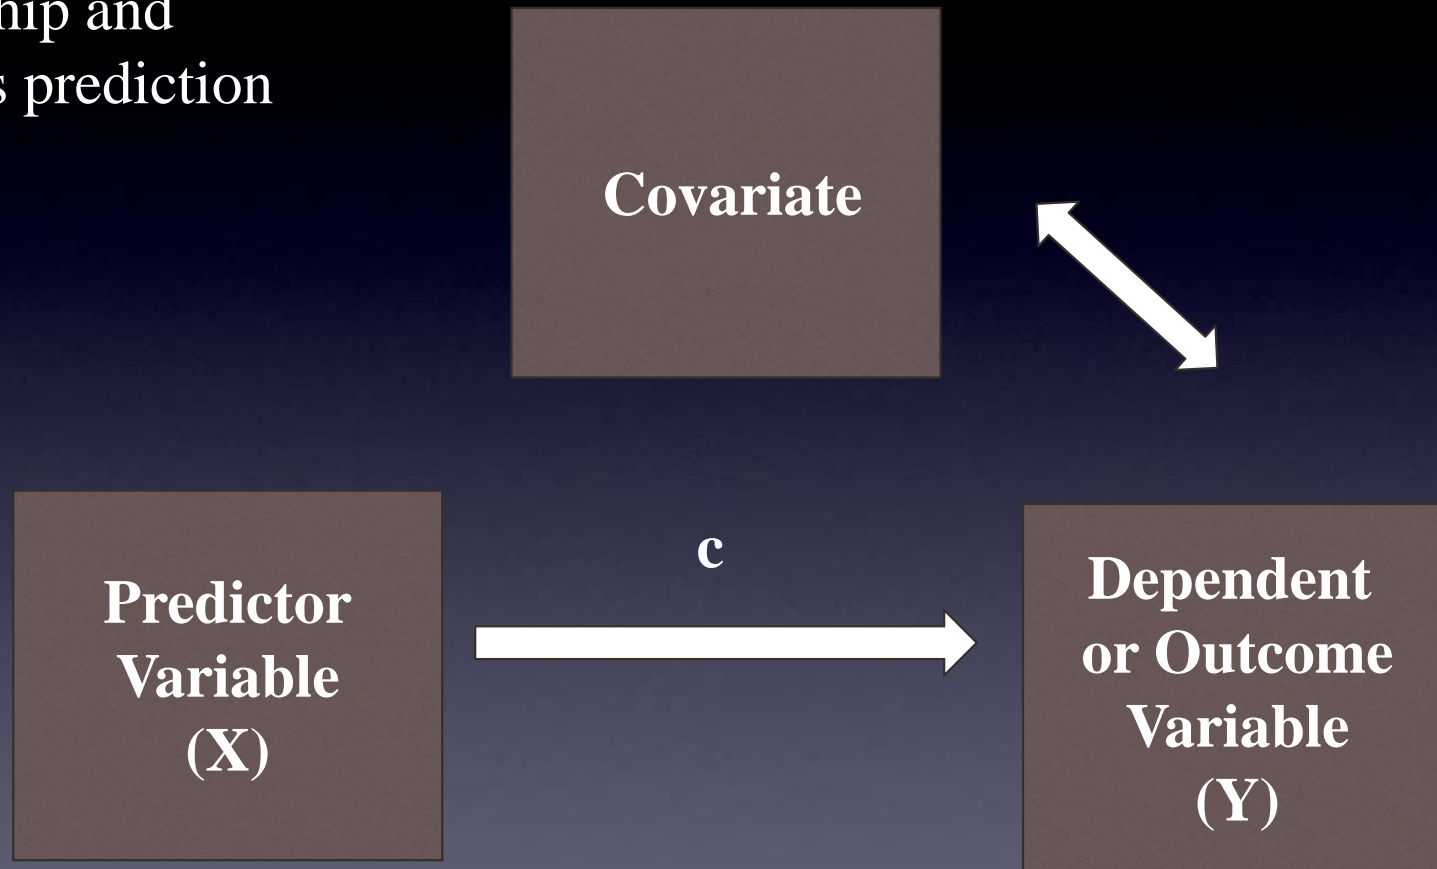 hip and
s prediction
Covariate
c
Predictor
Variable
(X)
Dependent
or Outcome
Variable
(Y)